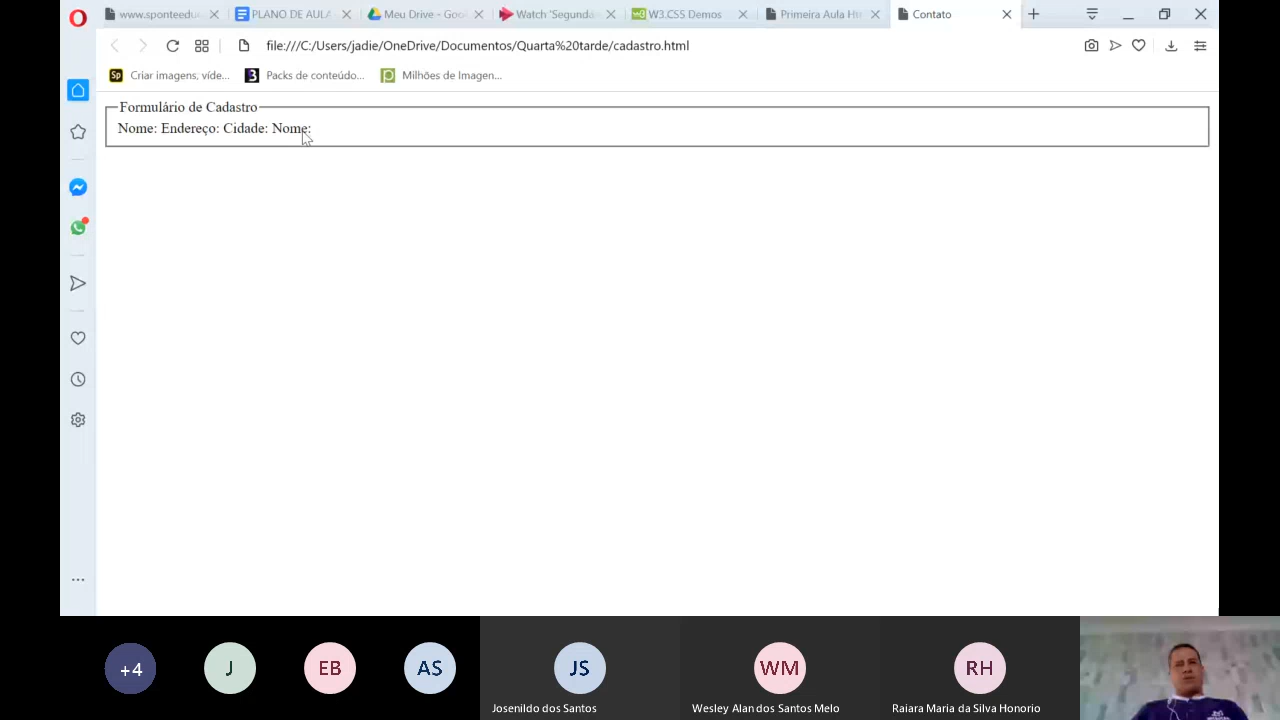 www.sponteedu
PLANO DE AULA
Meu Drive - Goo
Watch 'Segunda
W3.CSS Demos
Primeira Aula Htm
Contato
file:///C:/Users/jadie/OneDrive/Documentos/Quarta%20tarde/cadastro.html
Sp Criar imagens, víde...
Packs de conteúdo...
Milhões de Imagen...
Formulário de Cadastro
Nome: Endereço: Cidade: Nome:
+4
J
EB
AS
JS
WM
RH
Josenildo dos Santos
Wesley Alan dos Santos Melo
Raiara Maria da Silva Honorio